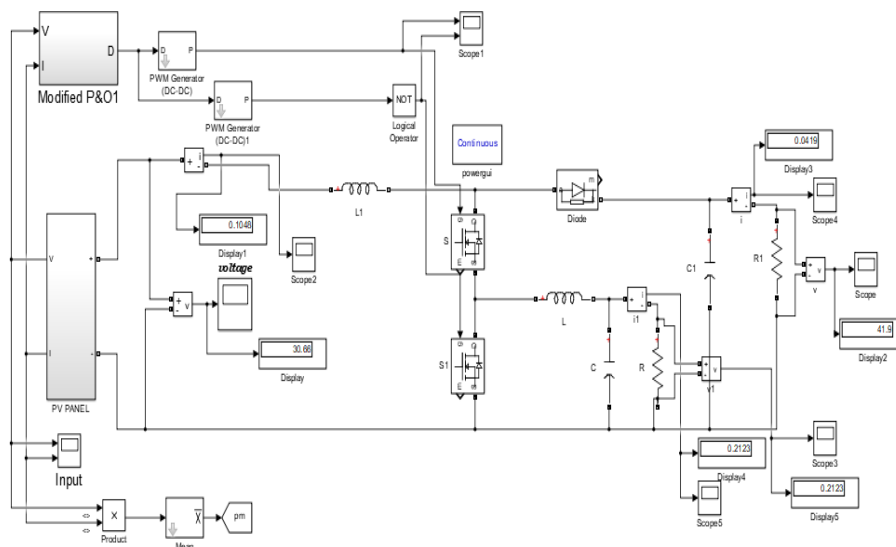 V
I
D
Modified P&O1
D
P
PWM Generator
(DC-DC)
D
P
PWM Generator
(DC-DC)1
NOT
Logical
Operator
Scope1
Continuous
powergui
0.0419
Display3
Scope4
i
-
+
L1
m
Diode
0.1048
Display1
voltage
Scope2
S
G
E
C1
R1
i
+
-
v
v
Scope
41.9
Display2
V
+
I
-
PV PANEL
+
-
v
30.66
Display
L
i1
+
i
-
S1
G
E
C
R
+
-
v
v1
Input
Scope3
0.2123
Display4
Scope5
0.2123
Display5
×
Product
X
Mean
pm